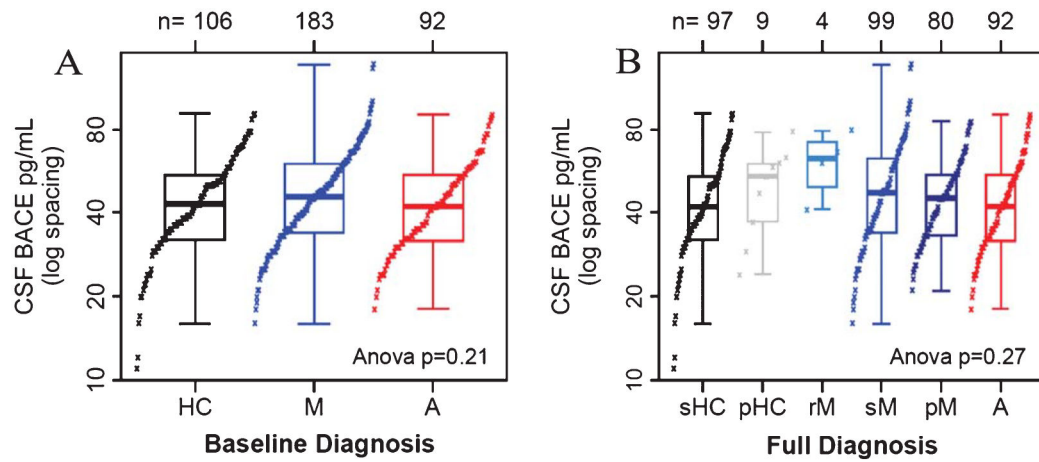 n= 106 183 92
A
CSF BACE pg/mL
(log spacing)
80
40
20
10
Anova p=0.21
HC M A
Baseline Diagnosis
n= 97 9 4 99 80 92
B
CSF BACE pg/mL
(log spacing)
80
40
20
10
Anova p=0.27
sHC pHC rM sM pM A
Full Diagnosis